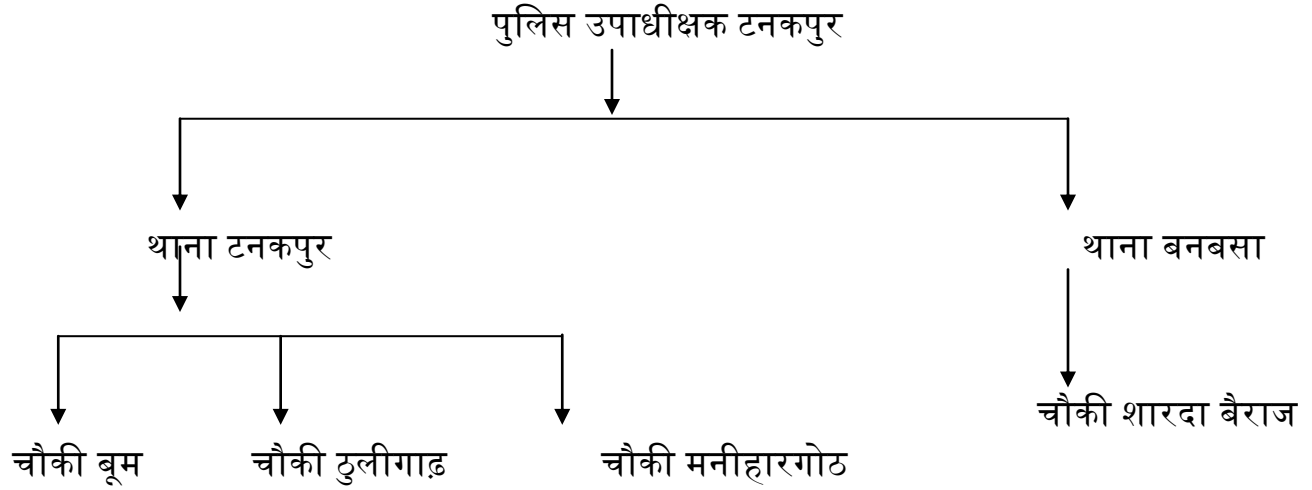 पुलिस उपाधीक्षक टनकपुर
थाना टनकपुर
थाना बनबसा
चौकी शारदा बैराज
चौकी बूम
चौकी ठुलीगाढ़
चौकी मनीहारगोठ